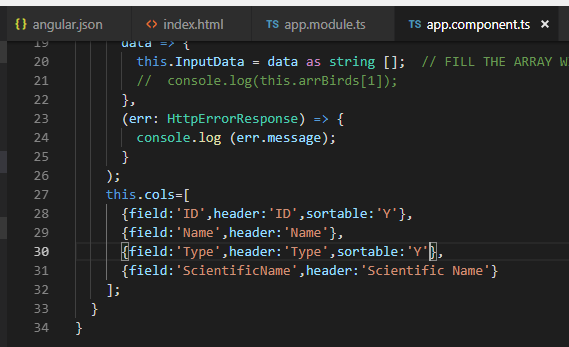 {} angular.json <> index.html TS app.module.ts TS app.component.ts ×
19 data => {
20 this.InputData = data as string []; // FILL THE ARRAY W
21 // console.log(this.arrBirds[1]);
22 },
23 (err: HttpErrorResponse) => {
24 console.log (err.message);
25 }
26 );
27 this.cols=[
28 {field:'ID',header:'ID',sortable:'Y'},
29 {field:'Name',header:'Name'},
30 {field:'Type',header:'Type',sortable:'Y'},
31 {field:'ScientificName',header:'Scientific Name'}
32 ];
33 }
34 }